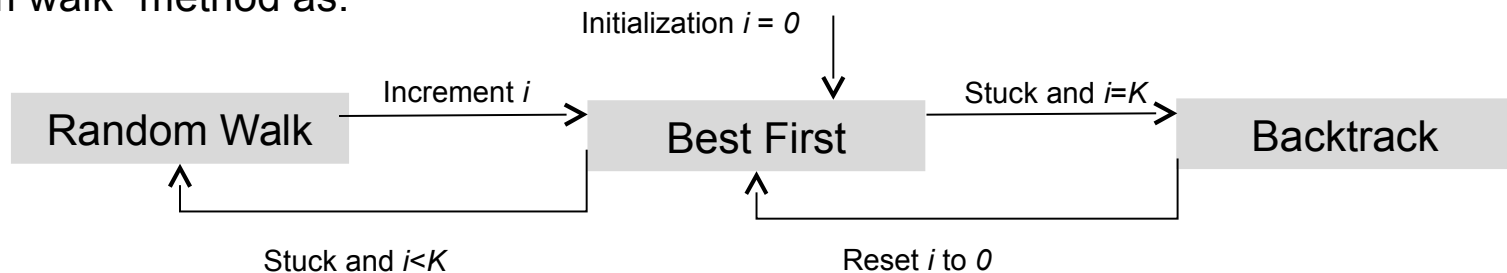 walk" method as:
Initialization i = 0
Increment i
Stuck and i=K
Random Walk
Best First
Backtrack
Stuck and i<K
Reset i to 0